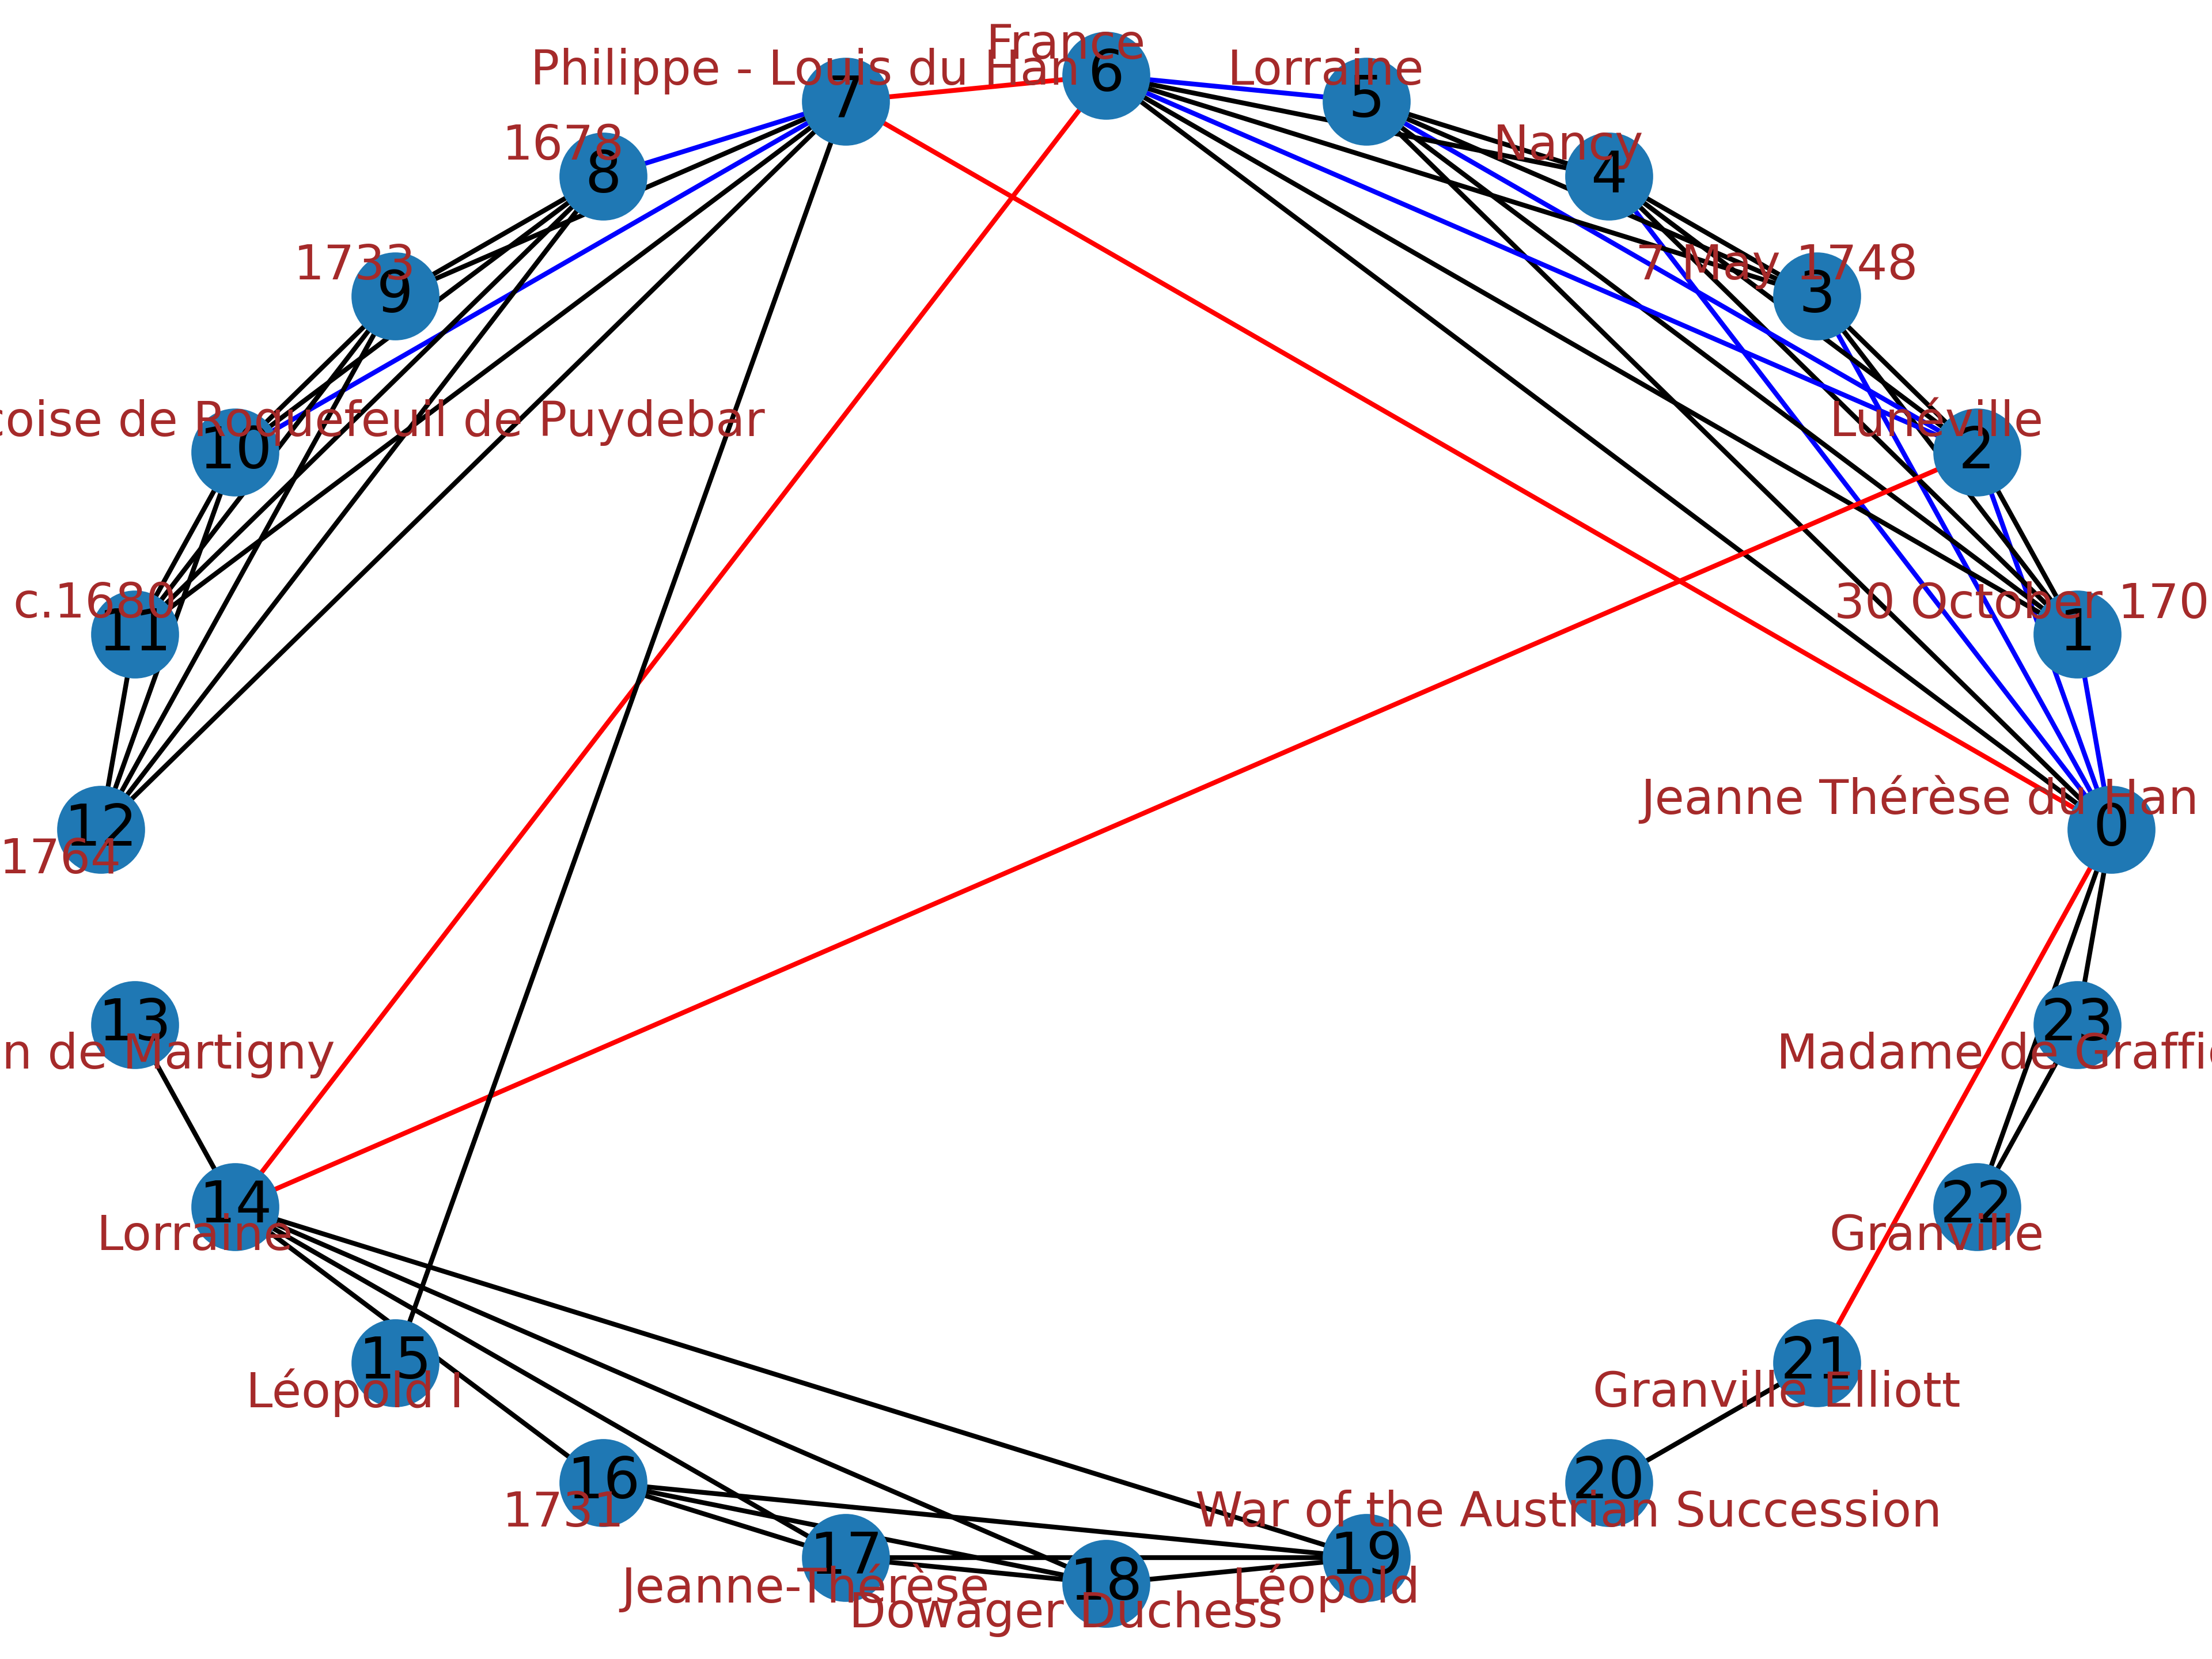 France
6
Philippe - Louis du Han
7
Lorraine
5
1678
8
Nancy
4
1733
9
7 May 1748
3
coise de Roquefeuil de Puydebar
10
Lunéville
2
c.1680
11
30 October 170
1
Jeanne Thérèse du Han
0
12
1764
13
n de Martigny
23
Madame de Graffig
14
Lorraine
22
Granville
15
Léopold I
21
Granville Elliott
16
1731
20
War of the Austrian Succession
17
Jeanne-Thérèse
19
Léopold
18
Dowager Duchess